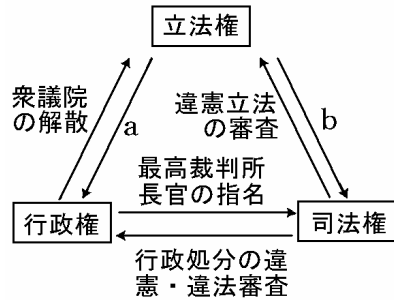 立法権
衆議院
の解散
a
違憲立法
の審査
b
最高裁判所
長官の指名
行政権
司法権
行政処分の違
憲・違法審査